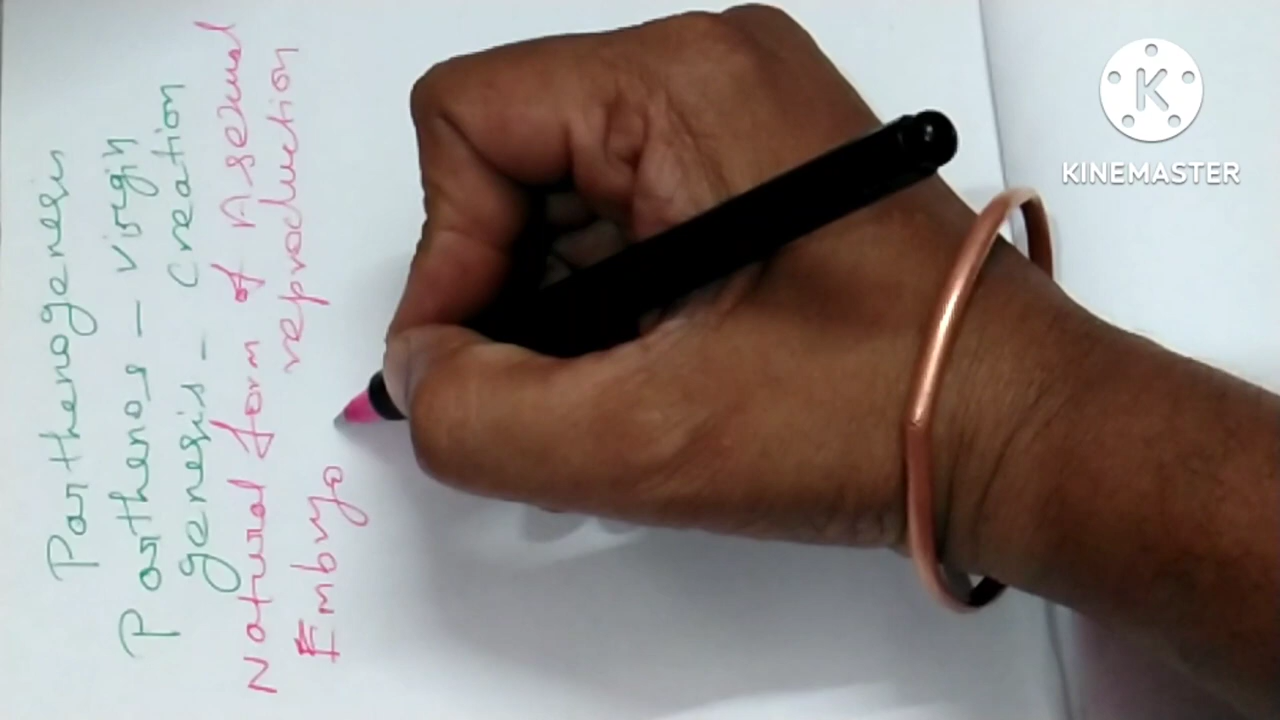 Parthenogenesis
Parthenos - virgin
genesis - creation
Natural form of Asexual
reproduction
Embryo
K
KINEMASTER